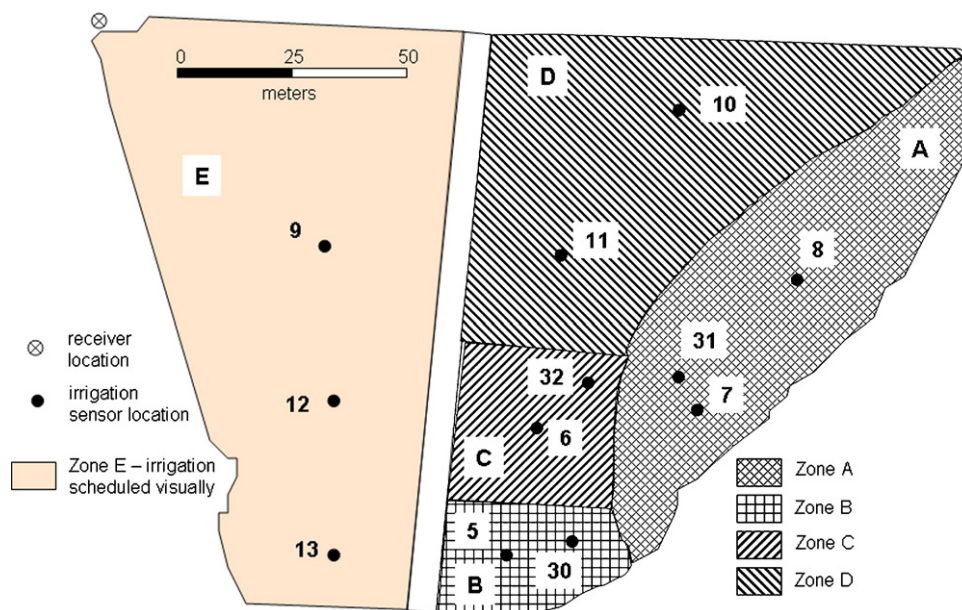 0 25 50
meters
D
10
A
E
9
11
8
receiver
location
31
32
7
irrigation
sensor location
12
6
C
Zone E – irrigation
scheduled visually
Zone A
Zone B
5
13
30
Zone C
B
Zone D